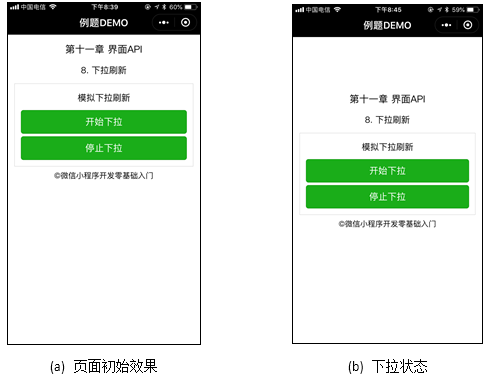 中国电信 下午8:39 60%
例题DEMO
第十一章 界面API
8. 下拉刷新
模拟下拉刷新
开始下拉
停止下拉
©微信小程序开发零基础入门
(a) 页面初始效果
中国电信 下午8:45 59%
例题DEMO
第十一章 界面API
8. 下拉刷新
模拟下拉刷新
开始下拉
停止下拉
©微信小程序开发零基础入门
(b) 下拉状态